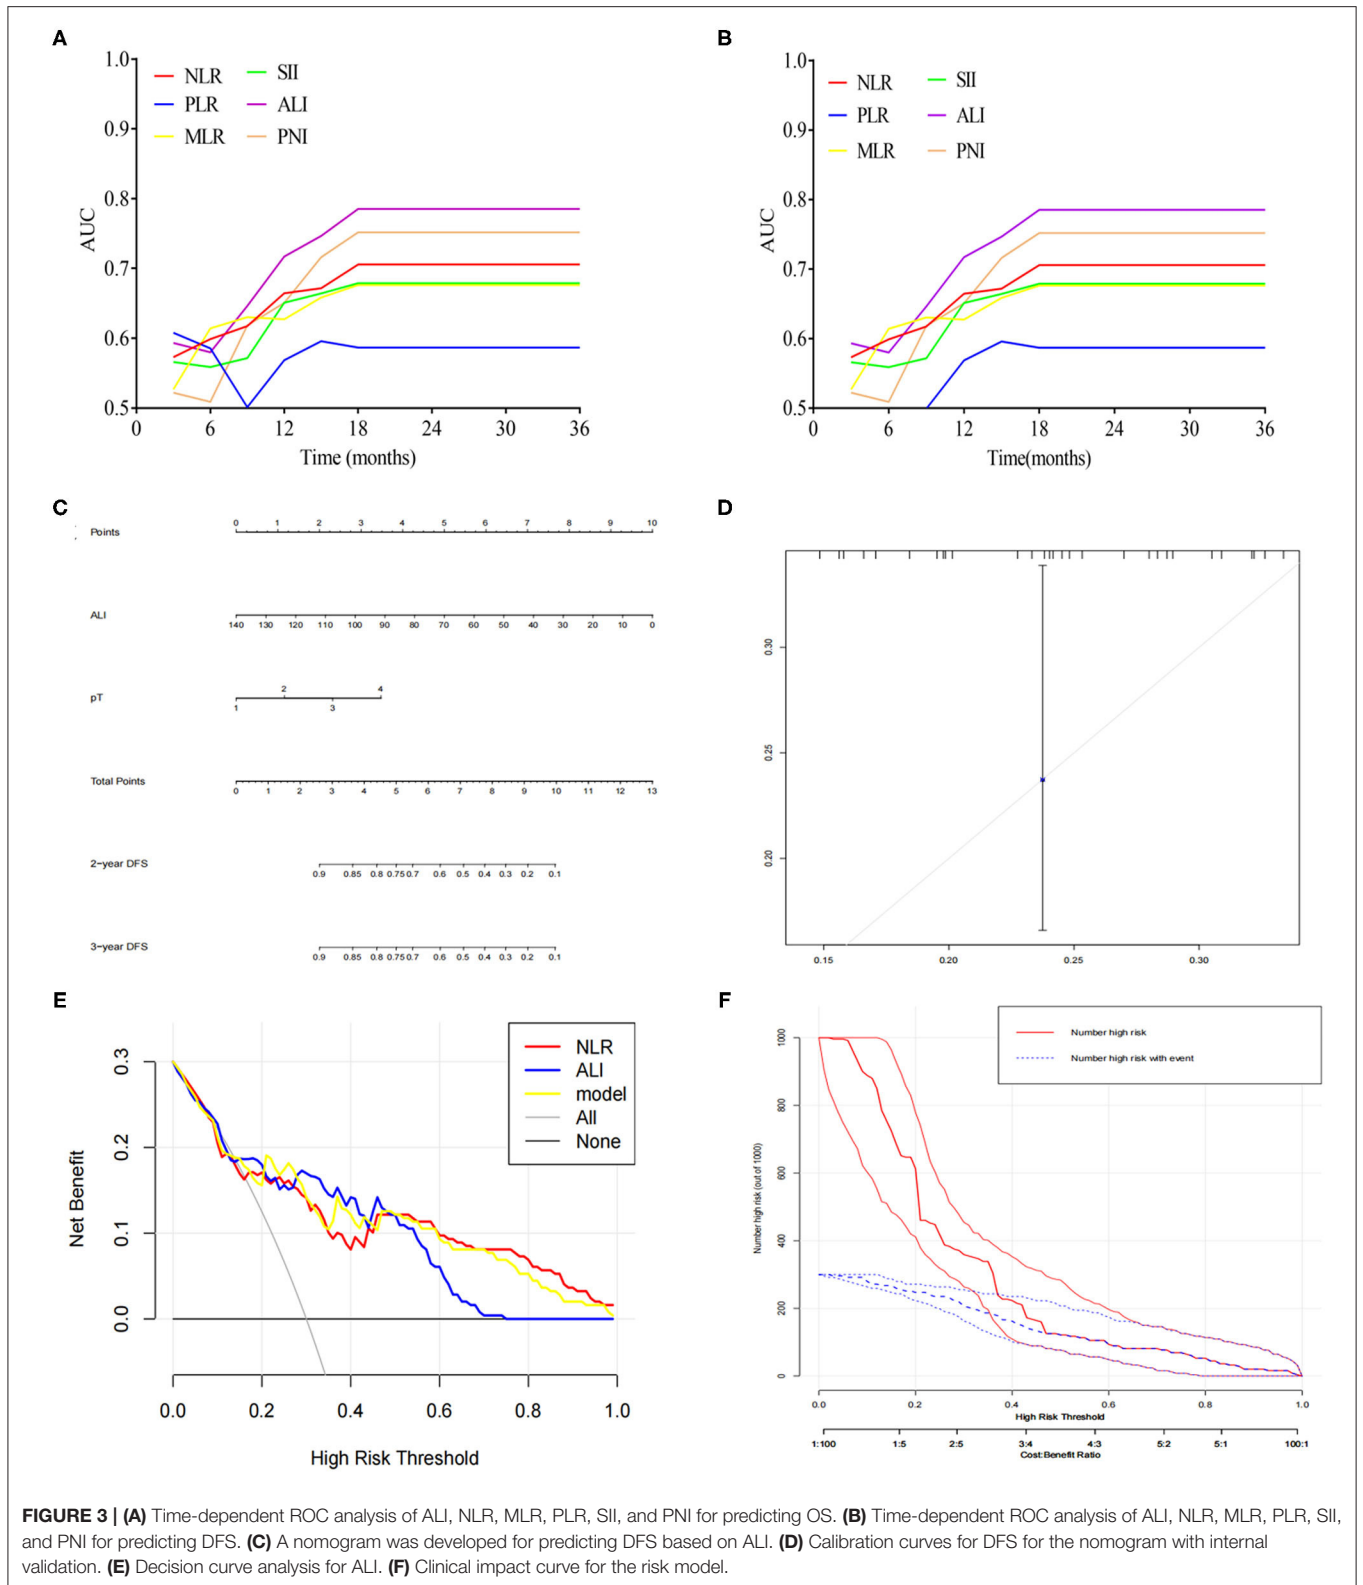 A
1.0
0.9
0.8
0.7
0.6
0.5
AUC
NLR
SII
PLR
ALI
MLR
PNI
0 6 12 18 24 30 36
Time (months)
B
1.0
0.9
0.8
0.7
0.6
0.5
AUC
NLR
SII
PLR
ALI
MLR
PNI
0 6 12 18 24 30 36
Time(months)
C
0 1 2 3 4 5 6 7 8 9 10
Points
ALI
140 130 120 110 100 90 80 70 60 50 40 30 20 10 0
2 4
pT
1 3
Total Points
0 1 2 3 4 5 6 7 8 9 10 11 12 13
2-year DFS
0.9 0.85 0.8 0.75 0.7 0.6 0.5 0.4 0.3 0.2 0.1
3-year DFS
0.9 0.85 0.8 0.75 0.7 0.6 0.5 0.4 0.3 0.2 0.1
D
0.30
0.25
0.20
0.15 0.20 0.25 0.30
E
0.3
0.2
0.1
0.0
Net Benefit
NLR
ALI
model
All
None
0.0 0.2 0.4 0.6 0.8 1.0
High Risk Threshold
F
1000
800
600
400
200
0
Number high risk (out of 1000)
Number high risk
Number high risk with event
0.0 0.2 0.4 0.6 0.8 1.0
High Risk Threshold
1:100 1:5 2:5 3:4 4:3 5:2 5:1 100:1
Cost:Benefit Ratio
FIGURE 3 | (A) Time-dependent ROC analysis of ALI, NLR, MLR, PLR, SII, and PNI for predicting OS. (B) Time-dependent ROC analysis of ALI, NLR, MLR, PLR, SII,
and PNI for predicting DFS. (C) A nomogram was developed for predicting DFS based on ALI. (D) Calibration curves for DFS for the nomogram with internal
validation. (E) Decision curve analysis for ALI. (F) Clinical impact curve for the risk model.